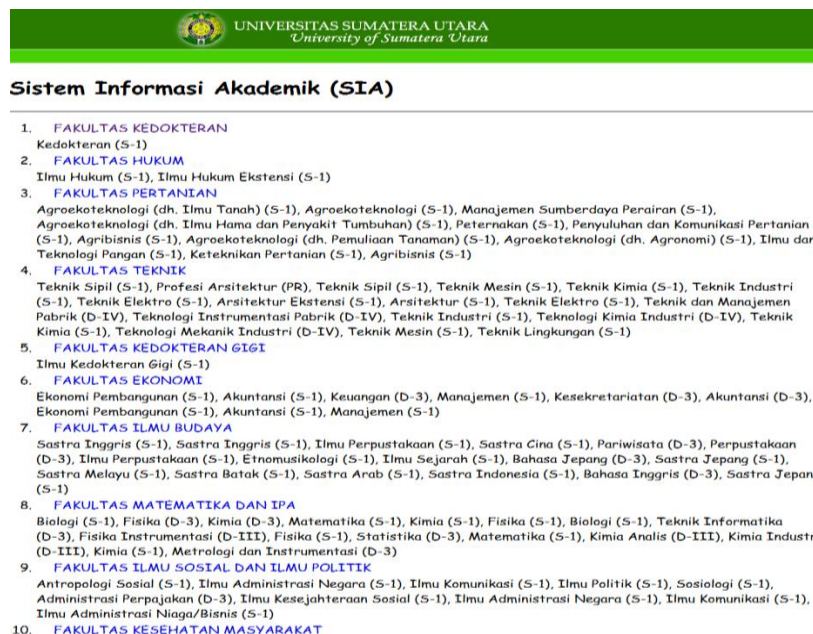 UNIVERSITAS SUMATERA UTARA
University of Sumatera Utara
Sistem Informasi Akademik (SIA)
1. FAKULTAS KEDOKTERAN
Kedokteran (S-1)
2. FAKULTAS HUKUM
Ilmu Hukum (S-1), Ilmu Hukum Ekstensi (S-1)
3. FAKULTAS PERTANIAN
Agroekoteknologi (dh. Ilmu Tanah) (S-1), Agroekoteknologi (S-1), Manajemen Sumberdaya Perairan (S-1),
Agroekoteknologi (dh. Ilmu Hama dan Penyakit Tumbuhan) (S-1), Peternakan (S-1), Penyuluhan dan Komunikasi Pertanian
(S-1), Agribisnis (S-1), Agroekoteknologi (dh. Pemuliaan Tanaman) (S-1), Agroekoteknologi (dh. Agronomi) (S-1), Ilmu dan
Teknologi Pangan (S-1), Keteknikan Pertanian (S-1), Agribisnis (S-1)
4. FAKULTAS TEKNIK
Teknik Sipil (S-1), Profesi Arsitektur (PR), Teknik Sipil (S-1), Teknik Mesin (S-1), Teknik Kimia (S-1), Teknik Industri
(S-1), Teknik Elektro (S-1), Arsitektur Ekstensi (S-1), Arsitektur (S-1), Teknik Elektro (S-1), Teknik dan Manajemen
Pabrik (D-IV), Teknologi Instrumentasi Pabrik (D-IV), Teknik Industri (S-1), Teknologi Kimia Industri (D-IV), Teknik
Kimia (S-1), Teknologi Mekanik Industri (D-IV), Teknik Mesin (S-1), Teknik Lingkungan (S-1)
5. FAKULTAS KEDOKTERAN GIGI
Ilmu Kedokteran Gigi (S-1)
6. FAKULTAS EKONOMI
Ekonomi Pembangunan (S-1), Akuntansi (S-1), Keuangan (D-3), Manajemen (S-1), Kesekretariatan (D-3), Akuntansi (D-3),
Ekonomi Pembangunan (S-1), Akuntansi (S-1), Manajemen (S-1)
7. FAKULTAS ILMU BUDAYA
Sastra Inggris (S-1), Sastra Inggris (S-1), Ilmu Perpustakaan (S-1), Sastra Cina (S-1), Pariwisata (D-3), Perpustakaan
(D-3), Ilmu Perpustakaan (S-1), Etnomusikologi (S-1), Ilmu Sejarah (S-1), Bahasa Jepang (D-3), Sastra Jepang (S-1),
Sastra Melayu (S-1), Sastra Batak (S-1), Sastra Arab (S-1), Sastra Indonesia (S-1), Bahasa Inggris (D-3), Sastra Jepan
(S-1)
8. FAKULTAS MATEMATIKA DAN IPA
Biologi (S-1), Fisika (D-3), Kimia (D-3), Matematika (S-1), Kimia (S-1), Fisika (S-1), Biologi (S-1), Teknik Informatika
(D-3), Fisika Instrumentasi (D-III), Fisika (S-1), Statistika (D-3), Matematika (S-1), Kimia Analis (D-III), Kimia Industr
(D-III), Kimia (S-1), Metrologi dan Instrumentasi (D-3)
9. FAKULTAS ILMU SOSIAL DAN ILMU POLITIK
Antropologi Sosial (S-1), Ilmu Administrasi Negara (S-1), Ilmu Komunikasi (S-1), Ilmu Politik (S-1), Sosiologi (S-1),
Administrasi Perpajakan (D-3), Ilmu Kesejahteraan Sosial (S-1), Ilmu Administrasi Negara (S-1), Ilmu Komunikasi (S-1),
Ilmu Administrasi Niaga/Bisnis (S-1)
10. FAKULTAS KESEHATAN MASYARAKAT